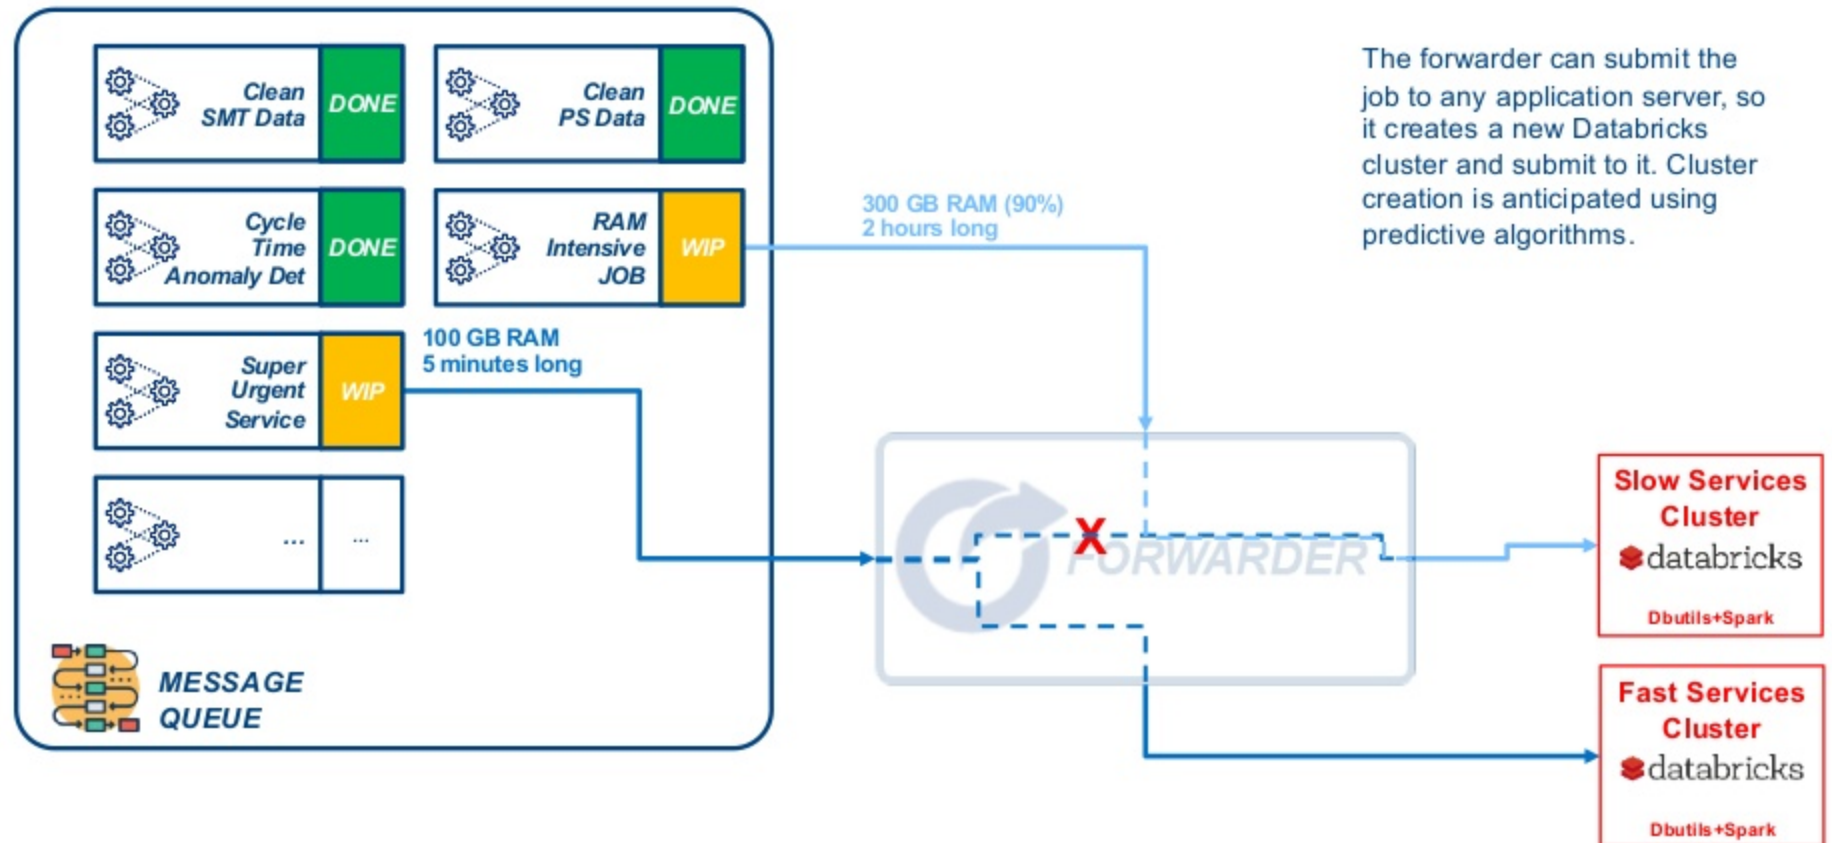 Clean
SMT Data
DONE
Clean
PS Data
DONE
Cycle
Time
Anomaly Det
DONE
RAM
Intensive
JOB
WIP
300 GB RAM (90%)
2 hours long
Super
Urgent
Service
WIP
100 GB RAM
5 minutes long
...
...
MESSAGE
QUEUE
The forwarder can submit the
job to any application server, so
it creates a new Databricks
cluster and submit to it. Cluster
creation is anticipated using
predictive algorithms.
X
FORWARDER
Slow Services
Cluster
databricks
Dbutils+Spark
Fast Services
Cluster
databricks
Dbutils+Spark